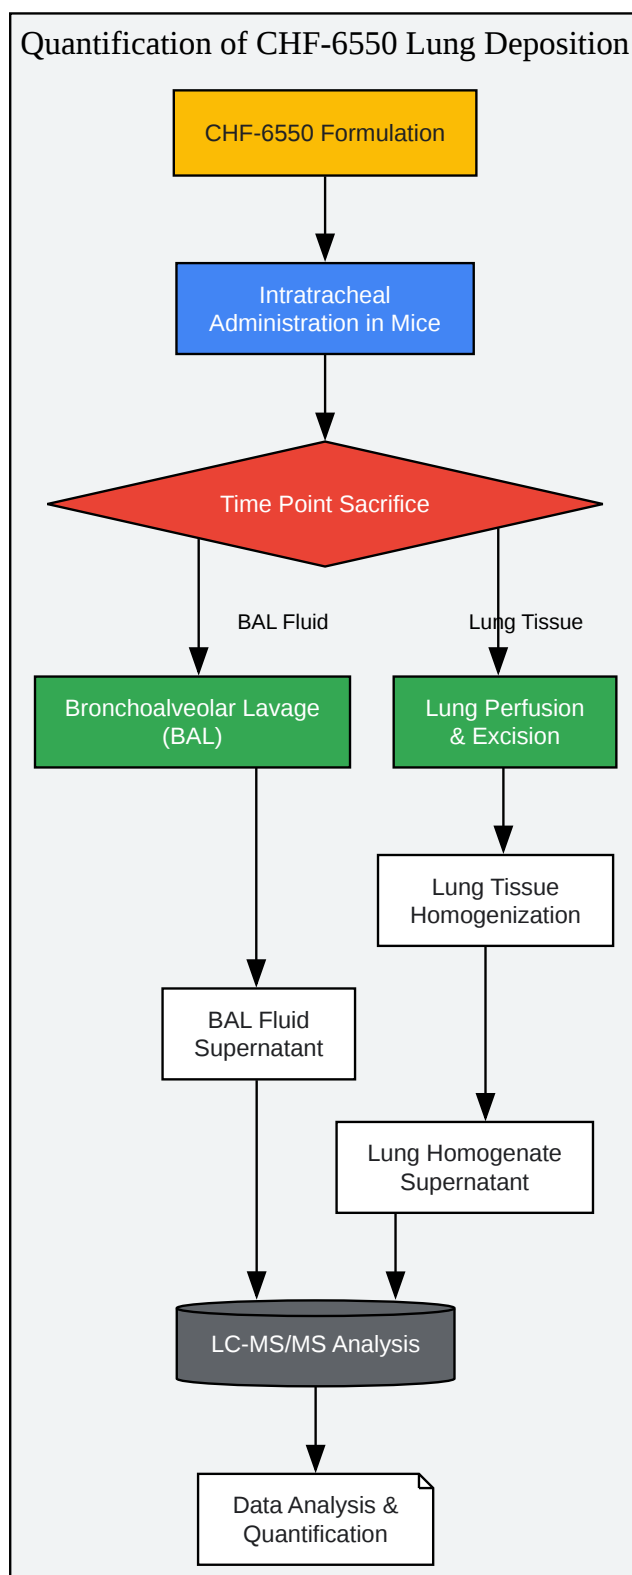 Quantification of CHF-6550 Lung Deposition
CHF-6550 Formulation
Intratracheal
Administration in Mice
Time Point Sacrifice
BAL Fluid
Lung Tissue
Bronchoalveolar Lavage
(BAL)
Lung Perfusion
& Excision
Lung Tissue
Homogenization
BAL Fluid
Supernatant
Lung Homogenate
Supernatant
LC-MS/MS Analysis
Data Analysis &
Quantification